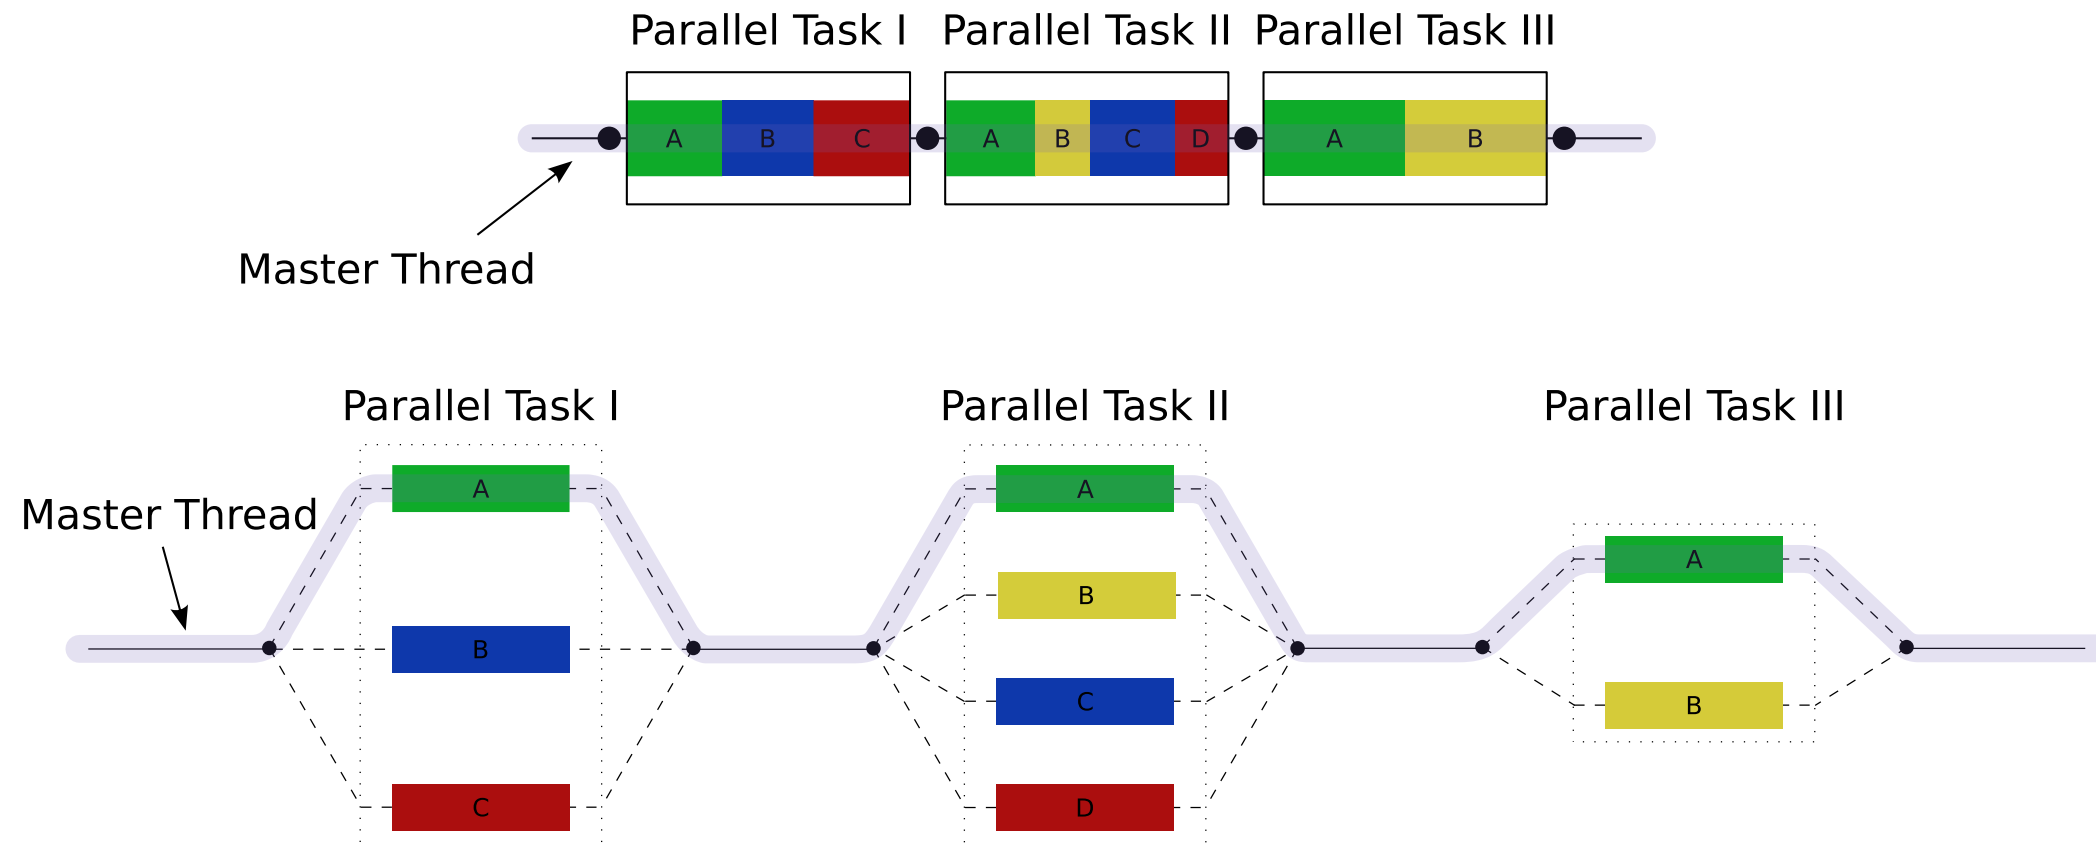 Parallel Task I Parallel Task II Parallel Task III
A B C A B C D A B
Master Thread
Parallel Task I Parallel Task II Parallel Task III
A A
Master Thread
A
B
B
C
B
C D